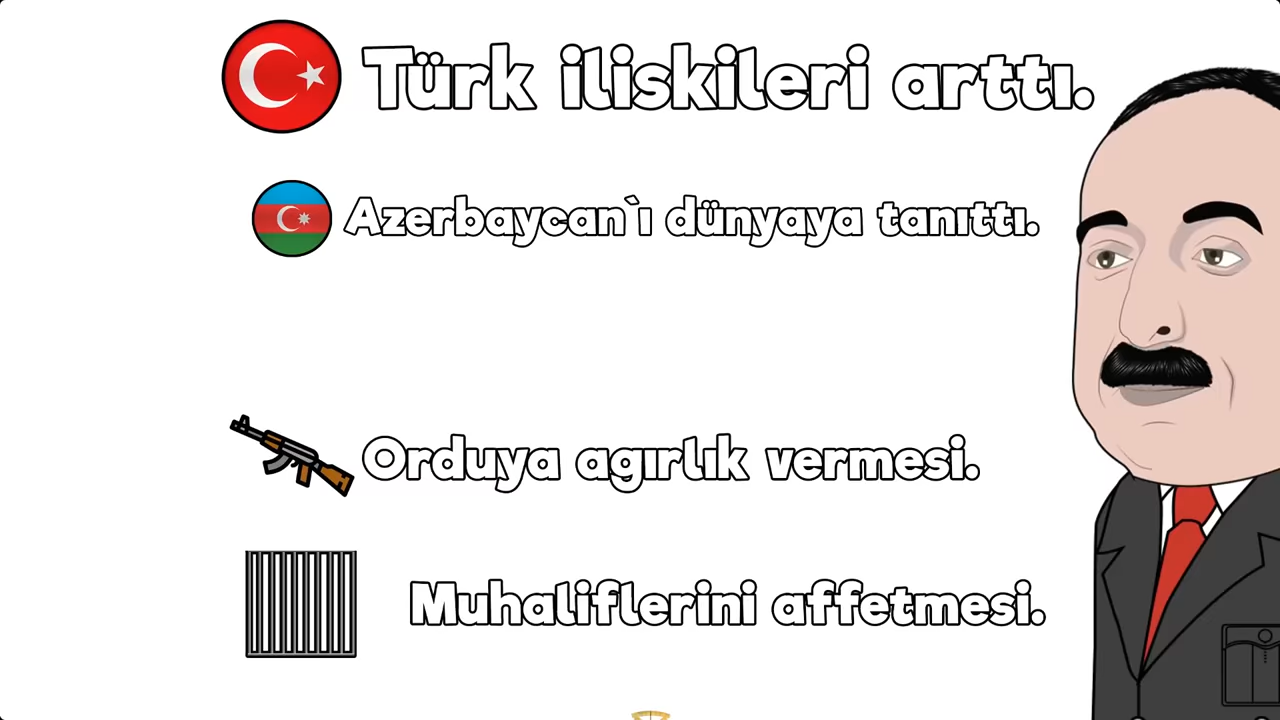 Türk iliskileri arttı.
Azerbaycan`ı dünyaya tanıttı.
Orduya agırlık vermesi.
Muhaliflerini affetmesi.